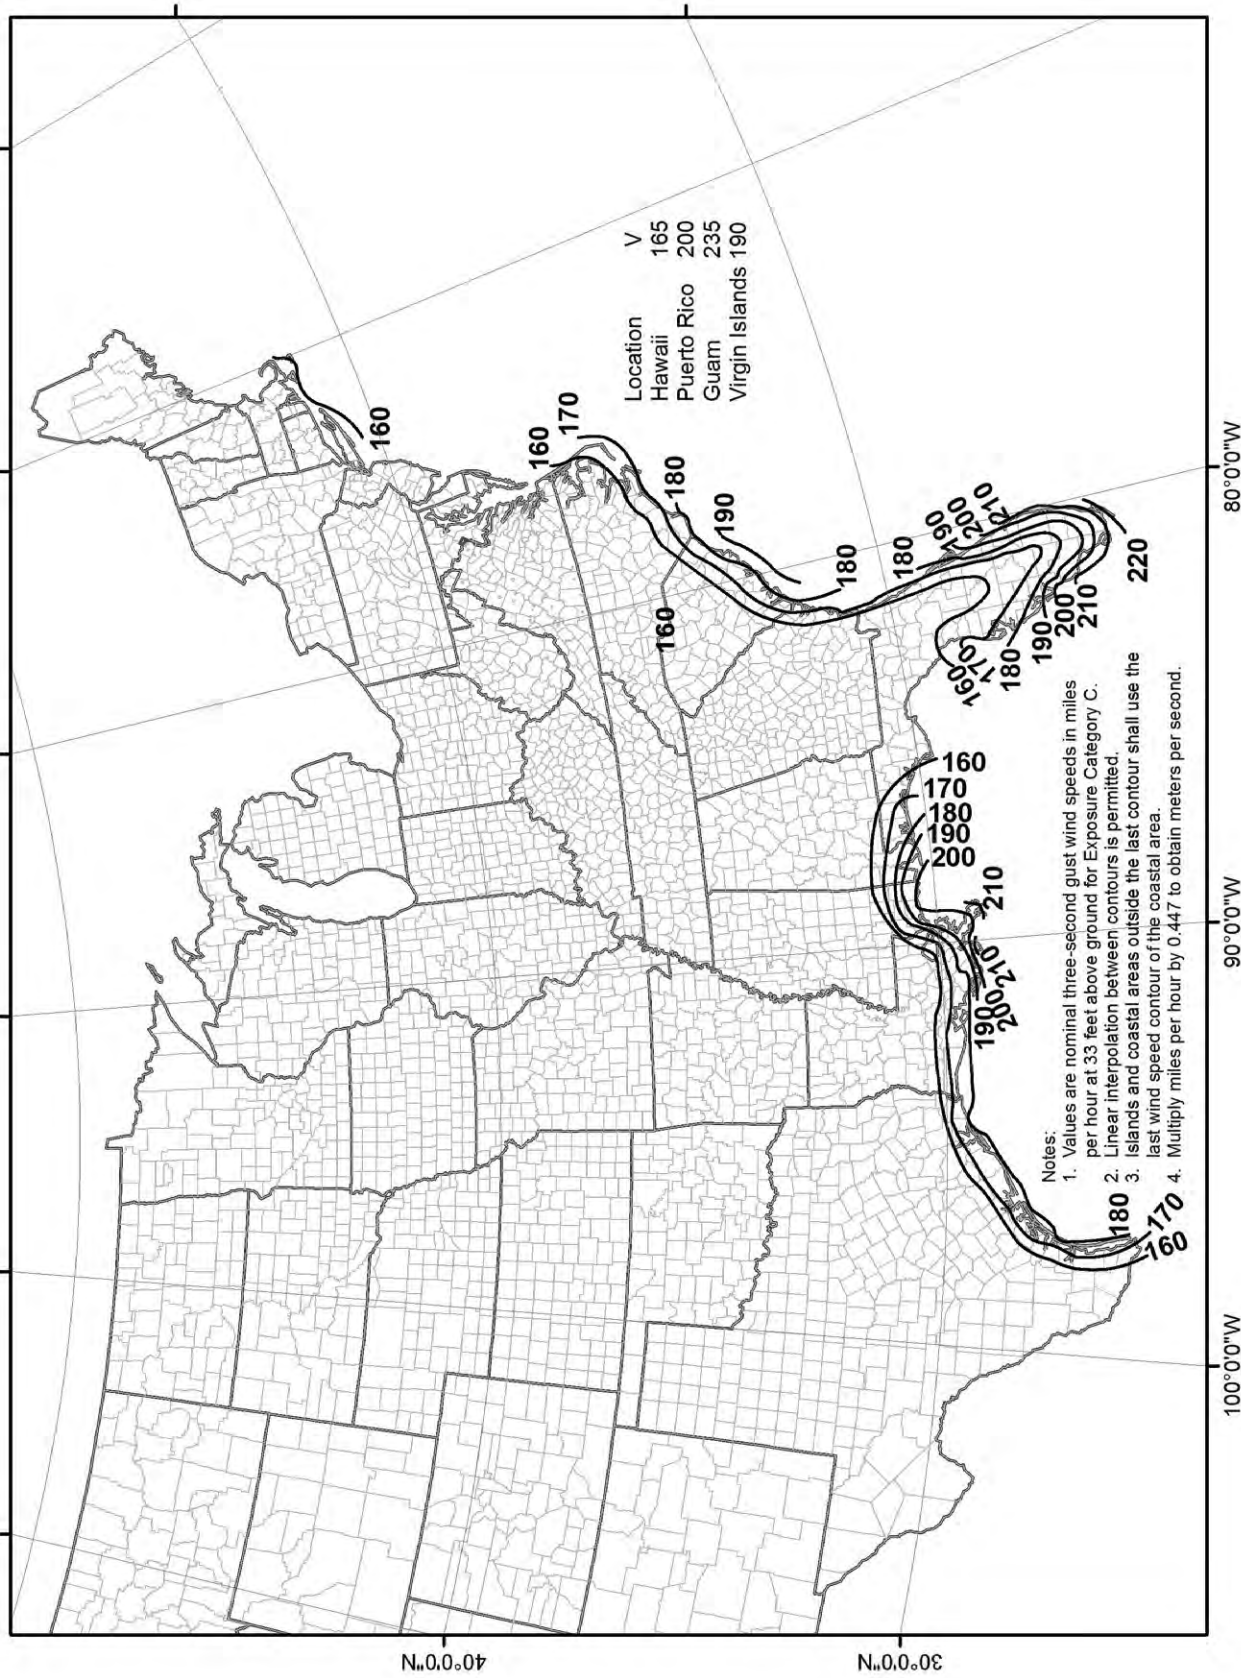 160
160
170
180
190
160
180
180
190
200
210
220
210
200
190
180
170
160
160
170
180
190
200
210
210
200
190
180
170
160
Location V
Hawaii 165
Puerto Rico 200
Guam 235
Virgin Islands 190
Notes:
1. Values are nominal three-second gust wind speeds in miles
per hour at 33 feet above ground for Exposure Category C.
2. Linear interpolation between contours is permitted.
3. Islands and coastal areas outside the last contour shall use the
last wind speed contour of the coastal area.
4. Multiply miles per hour by 0.447 to obtain meters per second.
40°0'0"N
30°0'0"N
100°0'0"W
90°0'0"W
80°0'0"W